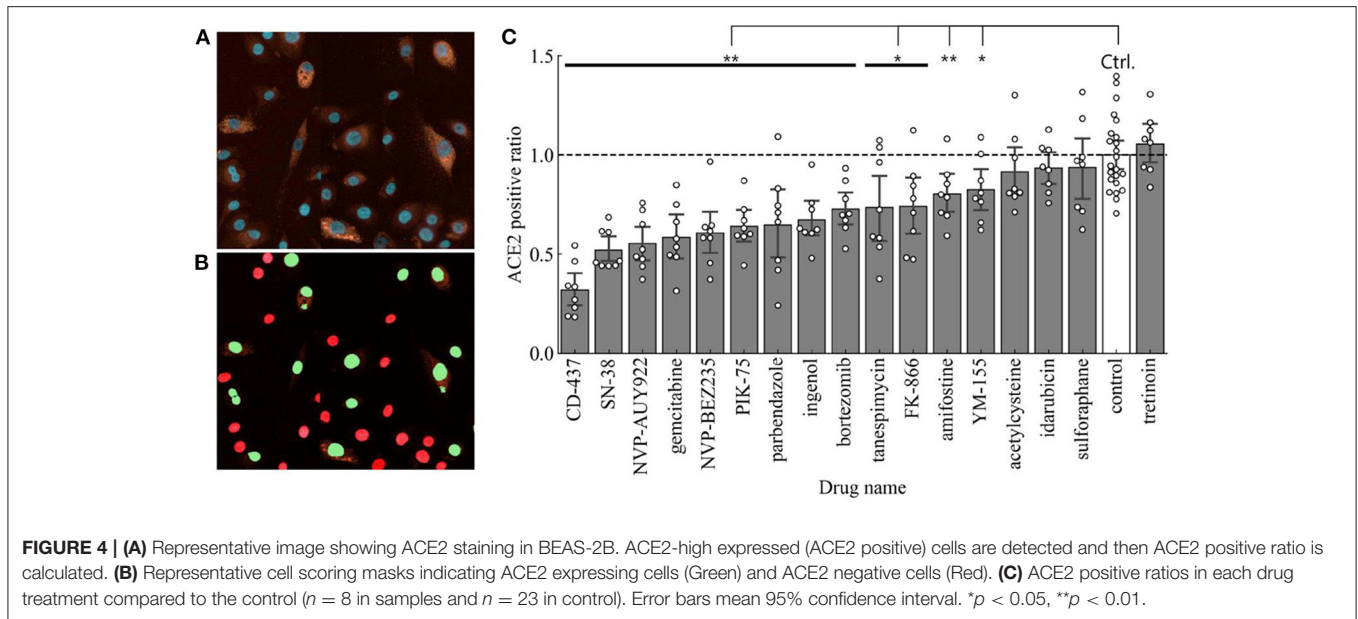 A
B
C
Ctrl.
** * ** *
ACE2 positive ratio
1.5
1.0
0.5
0.0
CD-437
SN-38
NVP-AUY922
gemcitabine
NVP-BEZ235
PIK-75
parbendazole
ingenol
bortezomib
tanespimycin
FK-866
amifostine
YM-155
acetylcysteine
idarubicin
sulforaphane
control
tretinoin
Drug name
FIGURE 4 | (A) Representative image showing ACE2 staining in BEAS-2B. ACE2-high expressed (ACE2 positive) cells are detected and then ACE2 positive ratio is
calculated. (B) Representative cell scoring masks indicating ACE2 expressing cells (Green) and ACE2 negative cells (Red). (C) ACE2 positive ratios in each drug
treatment compared to the control (n = 8 in samples and n = 23 in control). Error bars mean 95% confidence interval. *p < 0.05, **p < 0.01.